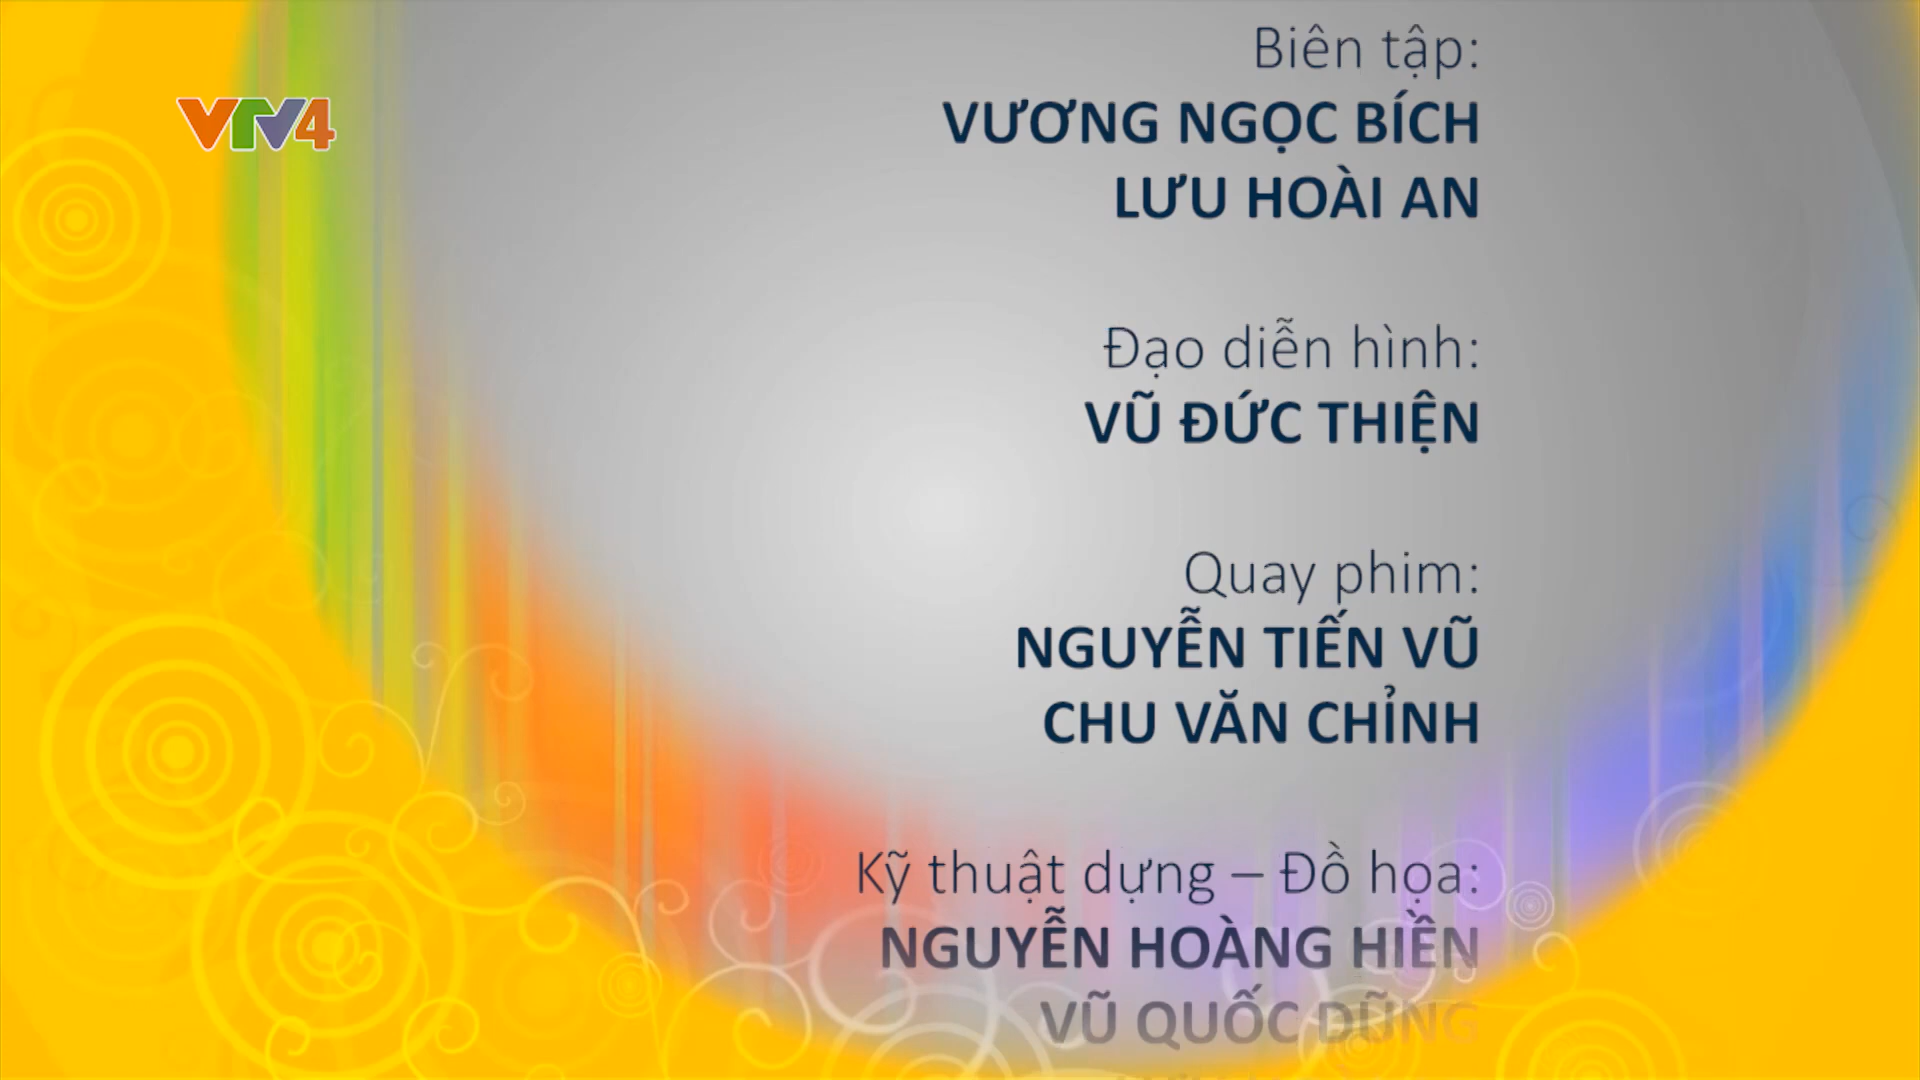 Biên tập:
VTV4
VƯƠNG NGỌC BÍCH
LƯU HOÀI AN
Đạo diễn hình:
VŨ ĐỨC THIỆN
Quay phim:
NGUYỄN TIẾN VŨ
CHU VĂN CHỈNH
Kỹ thuật dựng – Đồ họa:
NGUYỄN HOÀNG HIỀN
VŨ QUỐC DŨNG